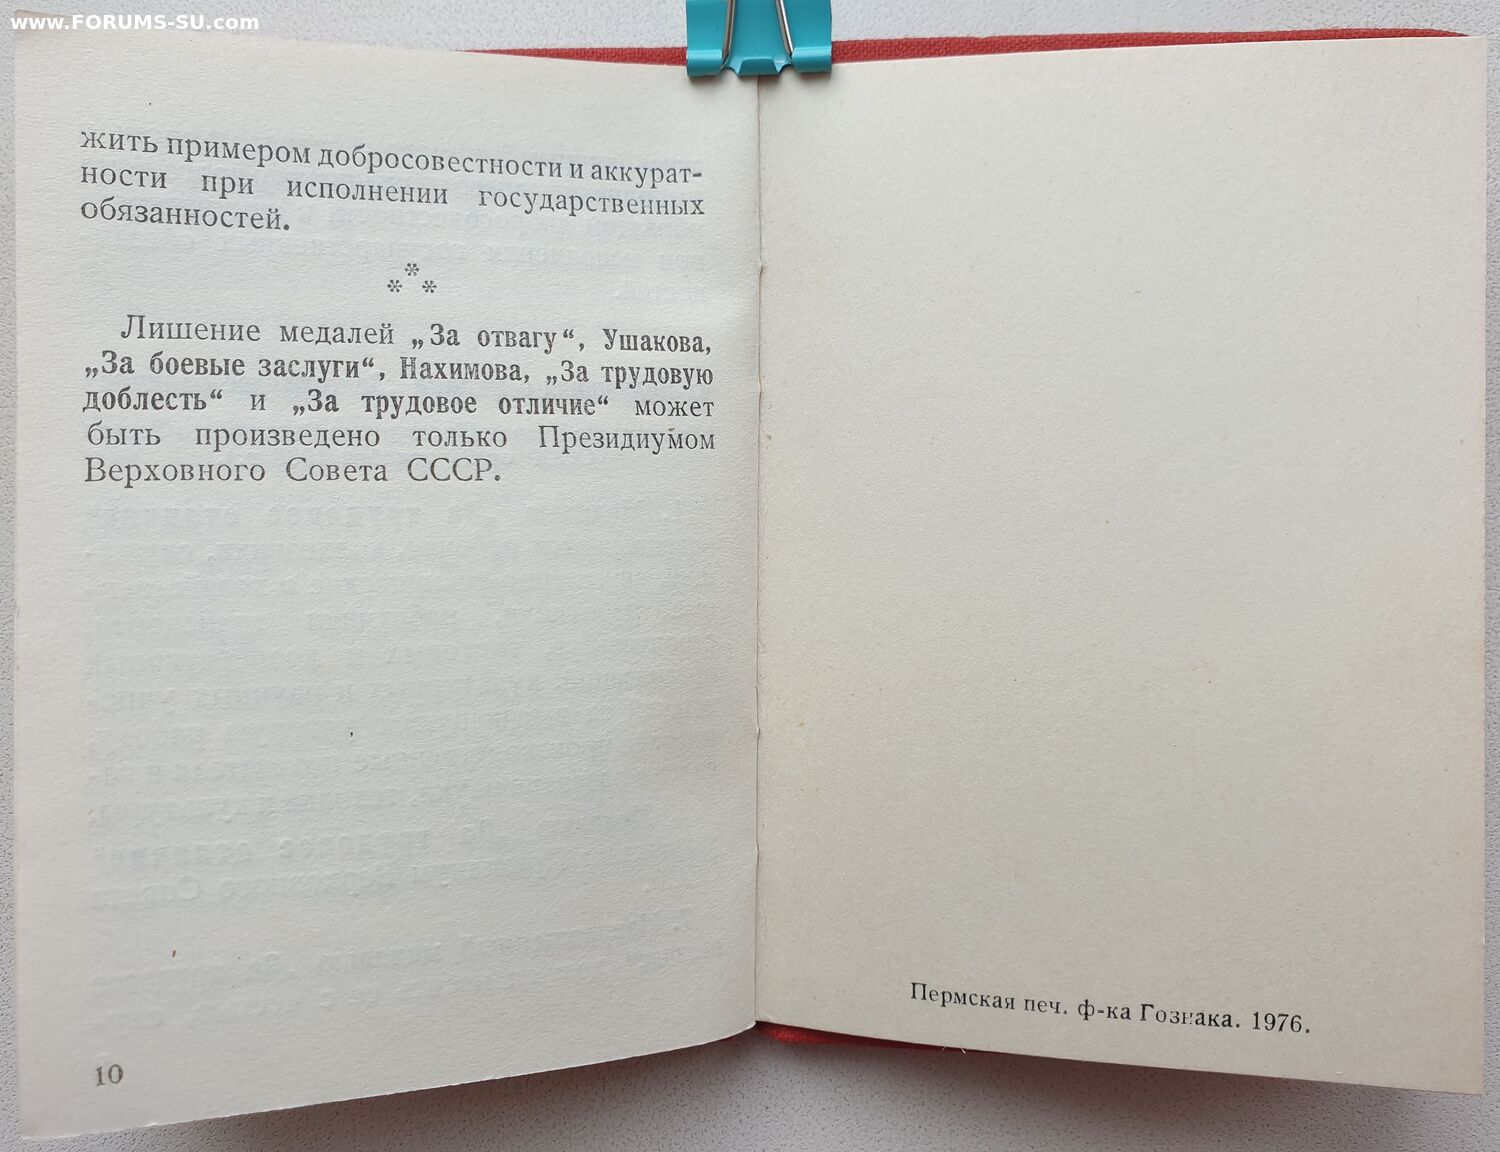 www.FORUMS-SU.com
жить примером добросовестности и аккурат-
ности при исполнении государственных
обязанностей.
***
Лишение медалей „За отвагу“, Ушакова,
„За боевые заслуги“, Нахимова, „За трудовую
доблесть“ и „За трудовое отличие“ может
быть произведено только Президиумом
Верховного Совета СССР.
10
Пермская печ. ф-ка Гознака. 1976.